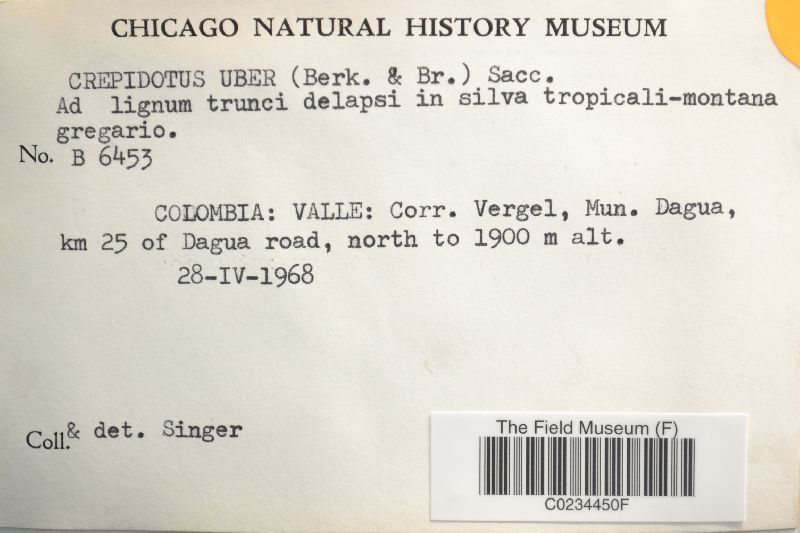 CHICAGO NATURAL HISTORY MUSEUM
CREPIDOTUS UBER (Berk. & Br.) Sacc.
Ad lignum trunci delapsi in silva tropicali-montana
gregario.
No. B 6453
COLOMBIA: VALLE: Corr. Vergel, Mun. Dagua,
km 25 of Dagua road, north to 1900 m alt.
28-IV-1968
Coll. & det. Singer
The Field Museum (F)
C0234450F